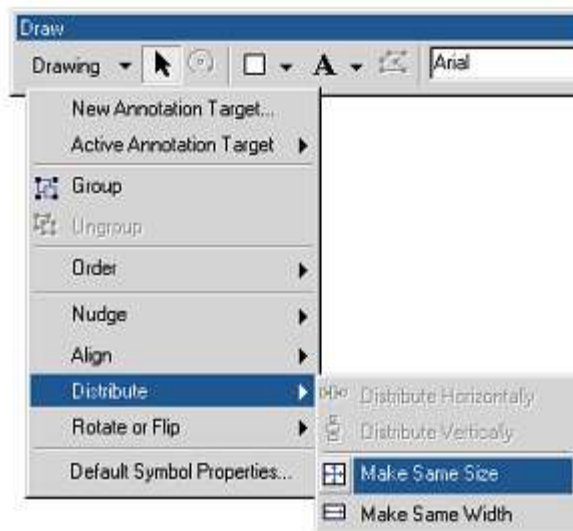 Draw
Drawing A Arial
New Annotation Target...
Active Annotation Target
Group
Ungroup
Order
Nudge
Align
Distribute
Rotate or Flip
Default Symbol Properties...
Distribute Horizontally
Distribute Vertically
Make Same Size
Make Same Width